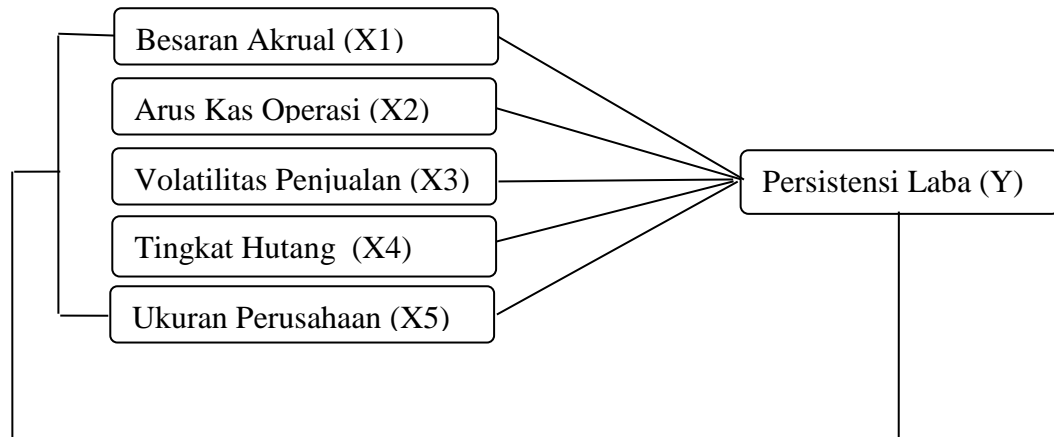 Besaran Akrual (X1)
Arus Kas Operasi (X2)
Volatilitas Penjualan (X3)
Tingkat Hutang  (X4)
Ukuran Perusahaan (X5)
Persistensi Laba (Y)